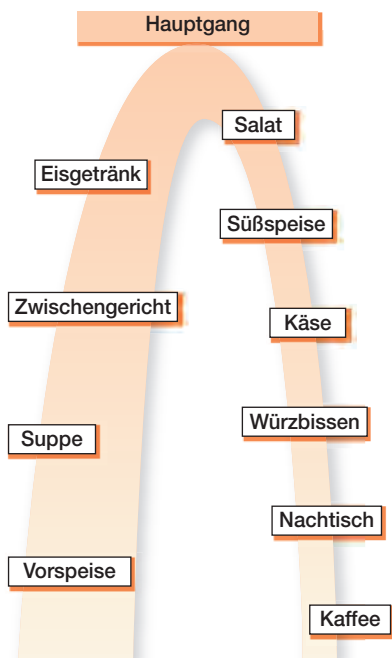 Hauptgang
Salat
Eisgetränk
Süßspeise
Zwischengericht
Käse
Würzbissen
Suppe
Nachtisch
Vorspeise
Kaffee